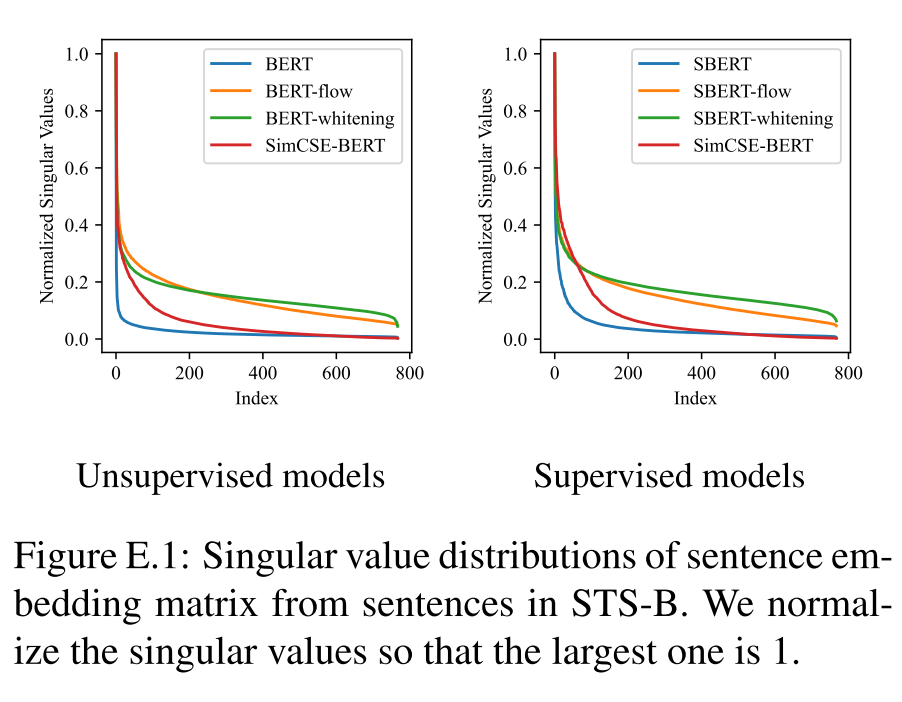 1.0
0.8
0.6
0.4
0.2
0.0
Normalized Singular Values
BERT
BERT-flow
BERT-whitening
SimCSE-BERT
0 200 400 600 800
Index
1.0
0.8
0.6
0.4
0.2
0.0
Normalized Singular Values
SBERT
SBERT-flow
SBERT-whitening
SimCSE-BERT
0 200 400 600 800
Index
Unsupervised models
Supervised models
Figure E.1: Singular value distributions of sentence em-
bedding matrix from sentences in STS-B. We normal-
ize the singular values so that the largest one is 1.